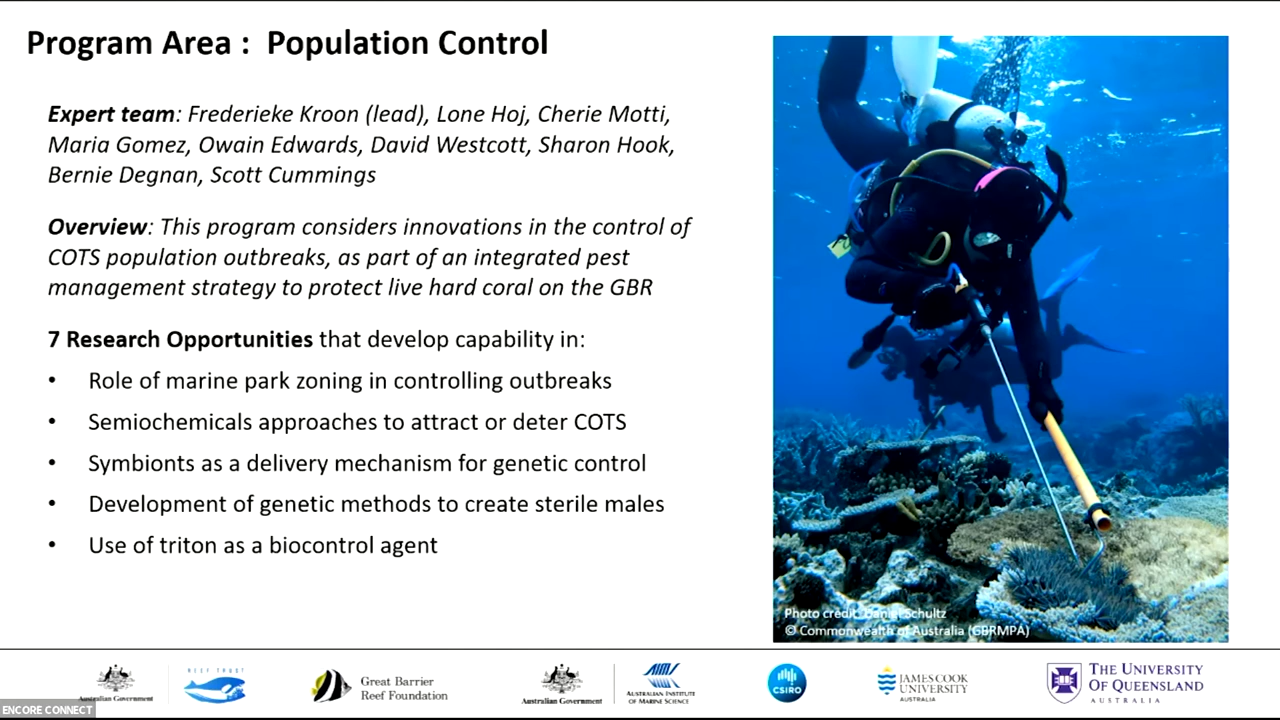 Program Area : Population Control
Expert team: Frederieke Kroon (lead), Lone Hoj, Cherie Motti,
Maria Gomez, Owain Edwards, David Westcott, Sharon Hook,
Bernie Degnan, Scott Cummings
Overview: This program considers innovations in the control of
COTS population outbreaks, as part of an integrated pest
management strategy to protect live hard coral on the GBR
7 Research Opportunities that develop capability in:
• Role of marine park zoning in controlling outbreaks
• Semiochemicals approaches to attract or deter COTS
• Symbionts as a delivery mechanism for genetic control
• Development of genetic methods to create sterile males
• Use of triton as a biocontrol agent
Photo credit: Daniel Schultz
© Commonwealth of Australia (GBRMPA)
Australian Government
REEF TRUST
Great Barrier
Reef Foundation
Australian Government
AIMS
AUSTRALIAN INSTITUTE
OF MARINE SCIENCE
CSIRO
JAMES COOK
UNIVERSITY
AUSTRALIA
THE UNIVERSITY
OF QUEENSLAND
AUSTRALIA
ENCORE CONNECT